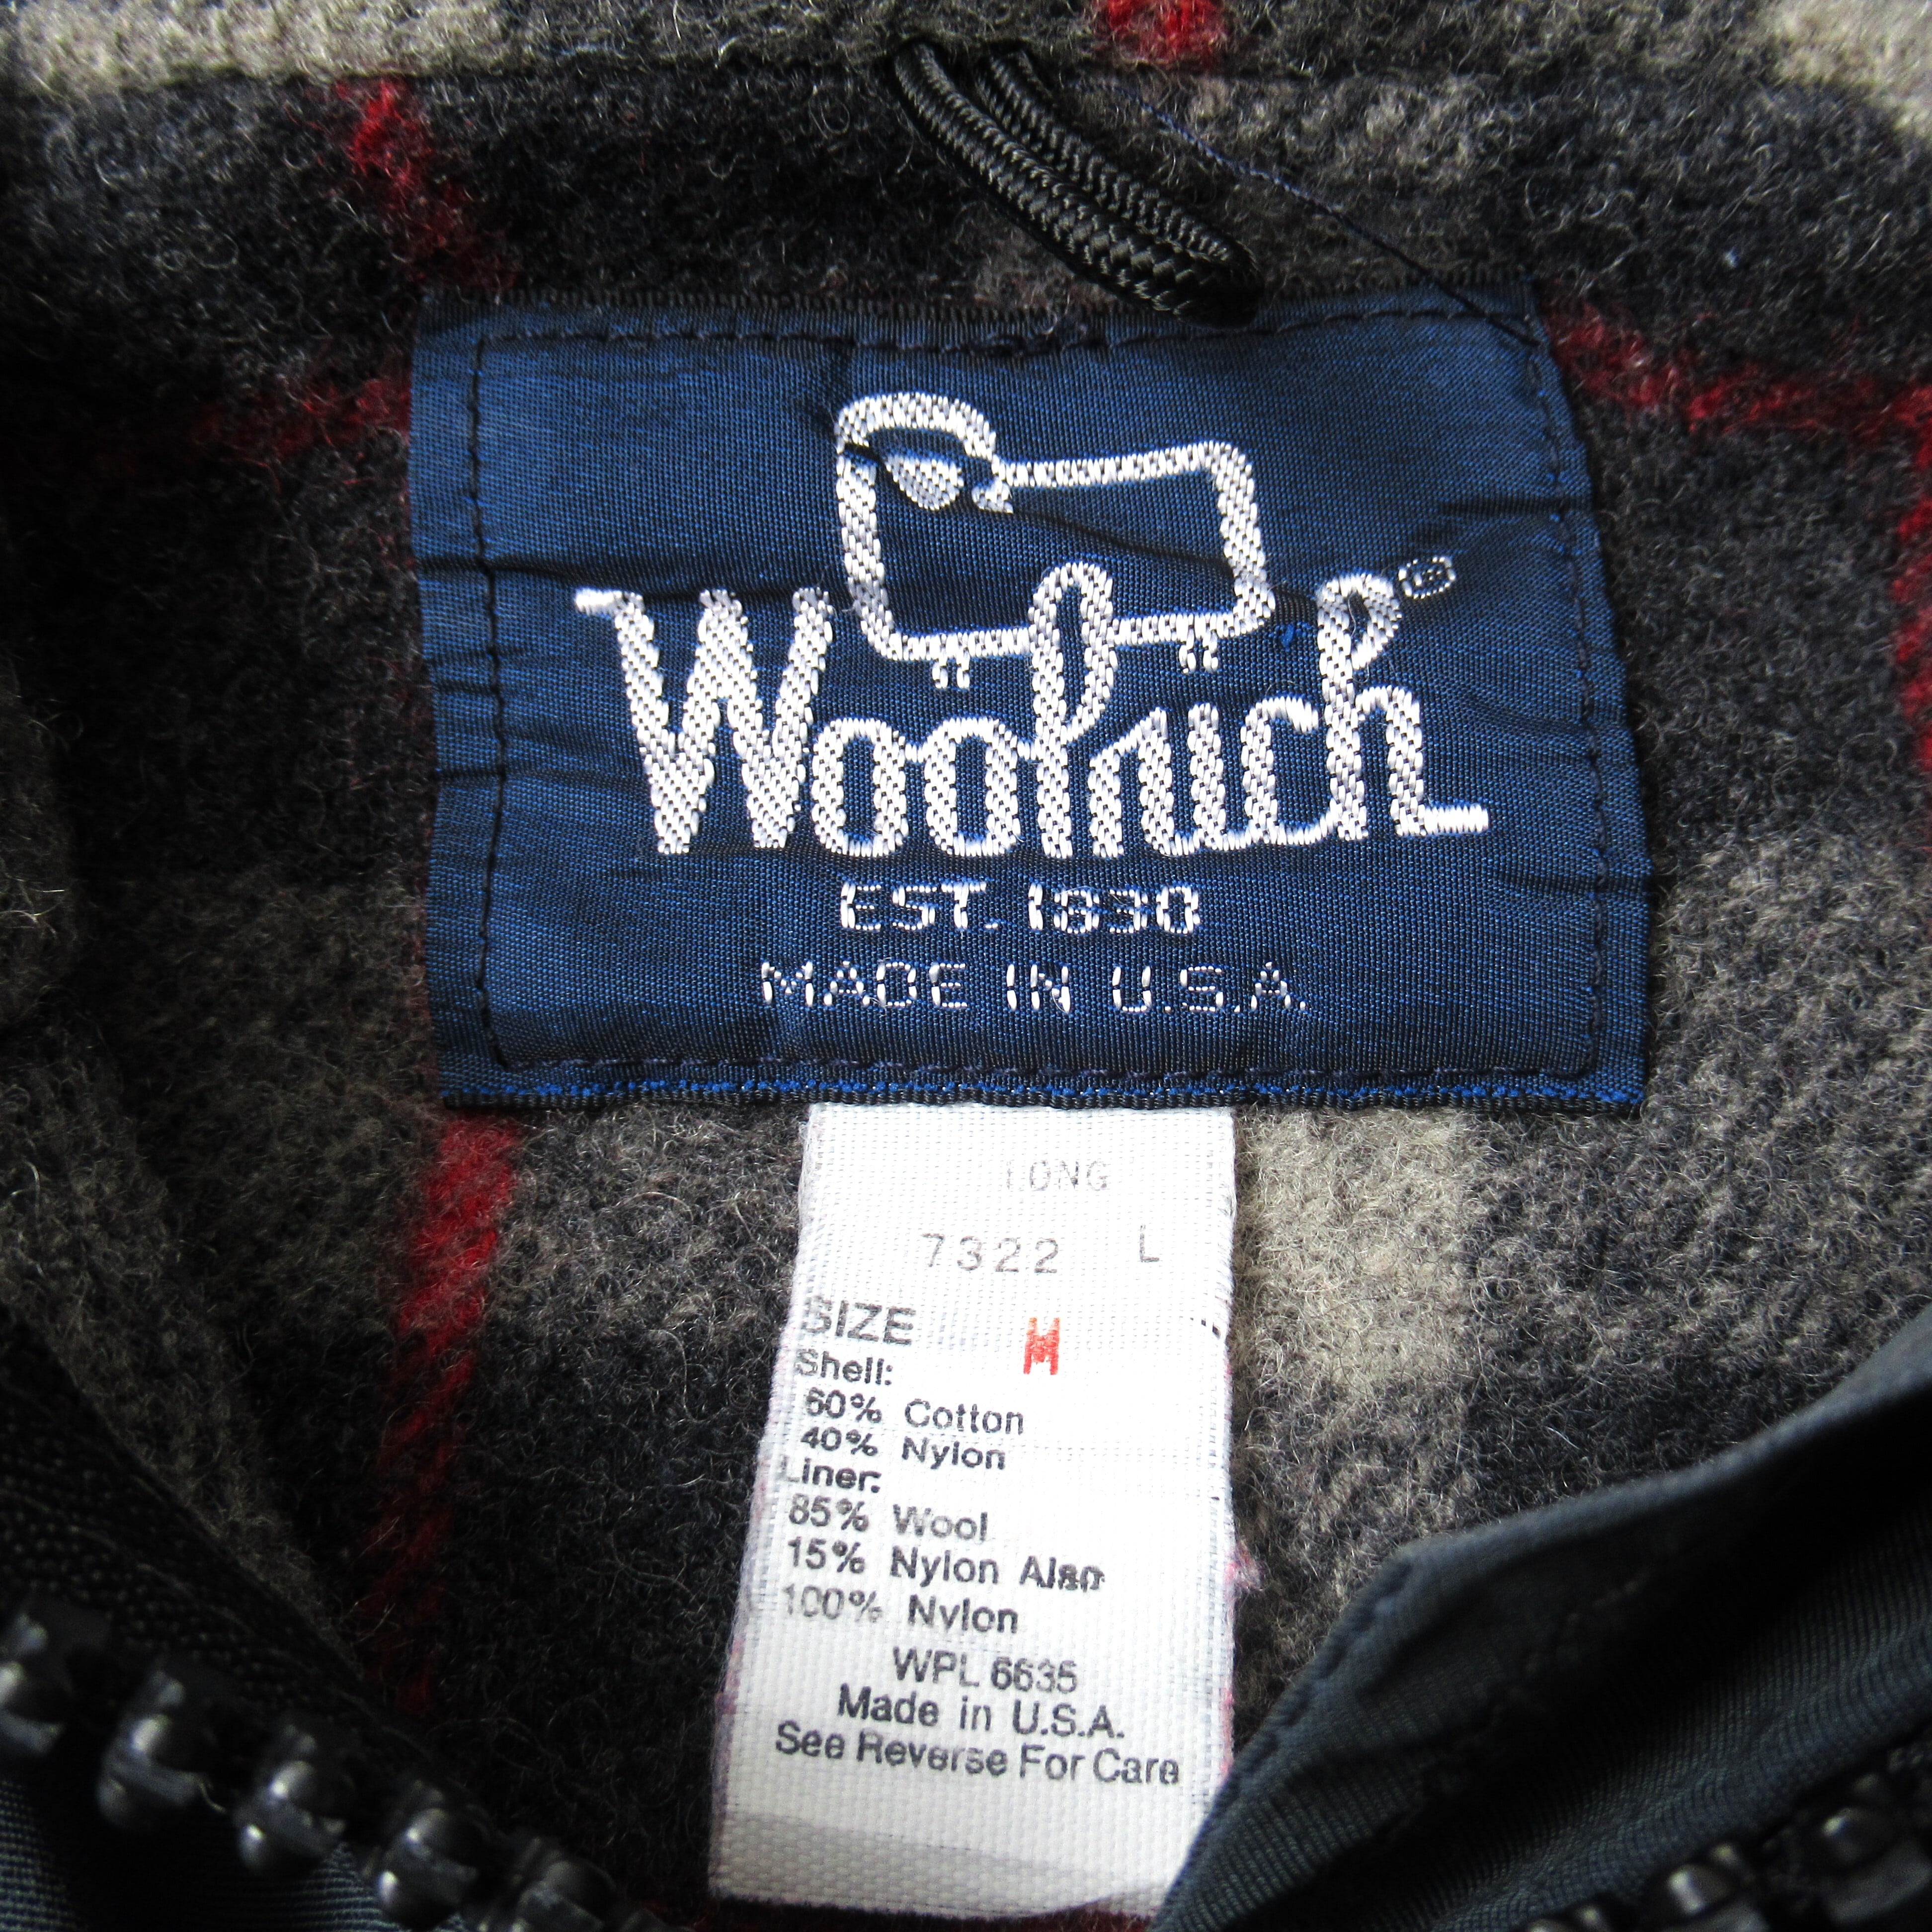 Woolrich®
EST. 1830
MADE IN U.S.A.
LONG
7322 L
SIZE M
Shell:
60% Cotton
40% Nylon
Liner:
85% Wool
15% Nylon Also
100% Nylon
WPL 6635
Made in U.S.A.
See Reverse For Care